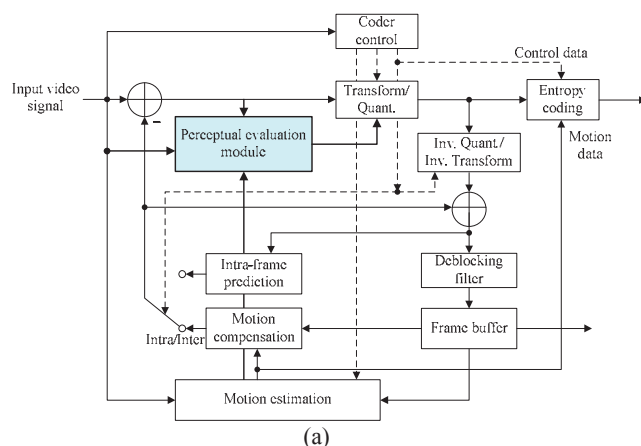 Coder
control
Control data
Input video
signal
Transform/
Quant.
Entropy
coding
Motion
data
Perceptual evaluation
module
Inv. Quant./
Inv. Transform
Intra-frame
prediction
Deblocking
filter
Intra/Inter
Motion
compensation
Frame buffer
Motion estimation
(a)